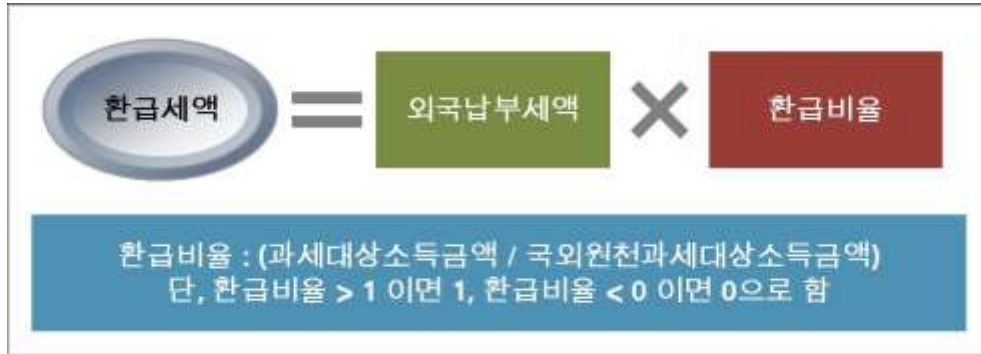 환급세액 = 외국납부세액 × 환급비율
환급비율 : (과세대상소득금액 / 국외원천과세대상소득금액)
단, 환급비율 > 1 이면 1, 환급비율 < 0 이면 0으로 함